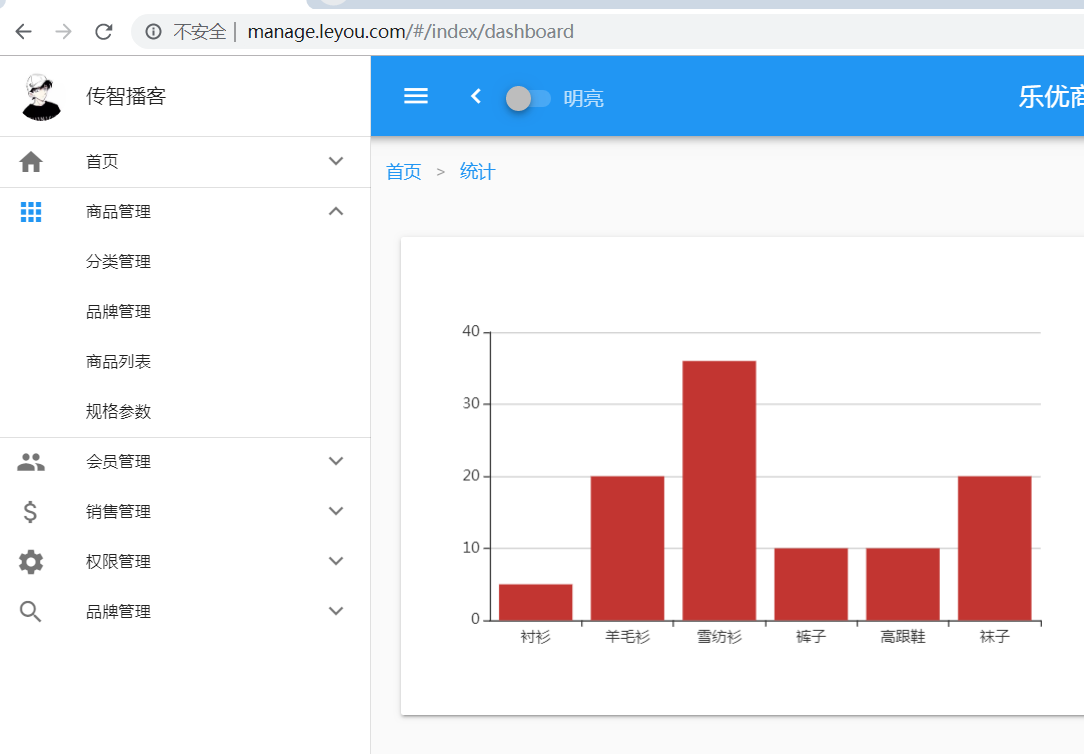 不安全 | manage.leyou.com/#/index/dashboard
传智播客
明亮
乐优商
首页
首页 > 统计
商品管理
分类管理
品牌管理
商品列表
规格参数
会员管理
销售管理
权限管理
品牌管理
40
30
20
10
0
衬衫 羊毛衫 雪纺衫 裤子 高跟鞋 袜子